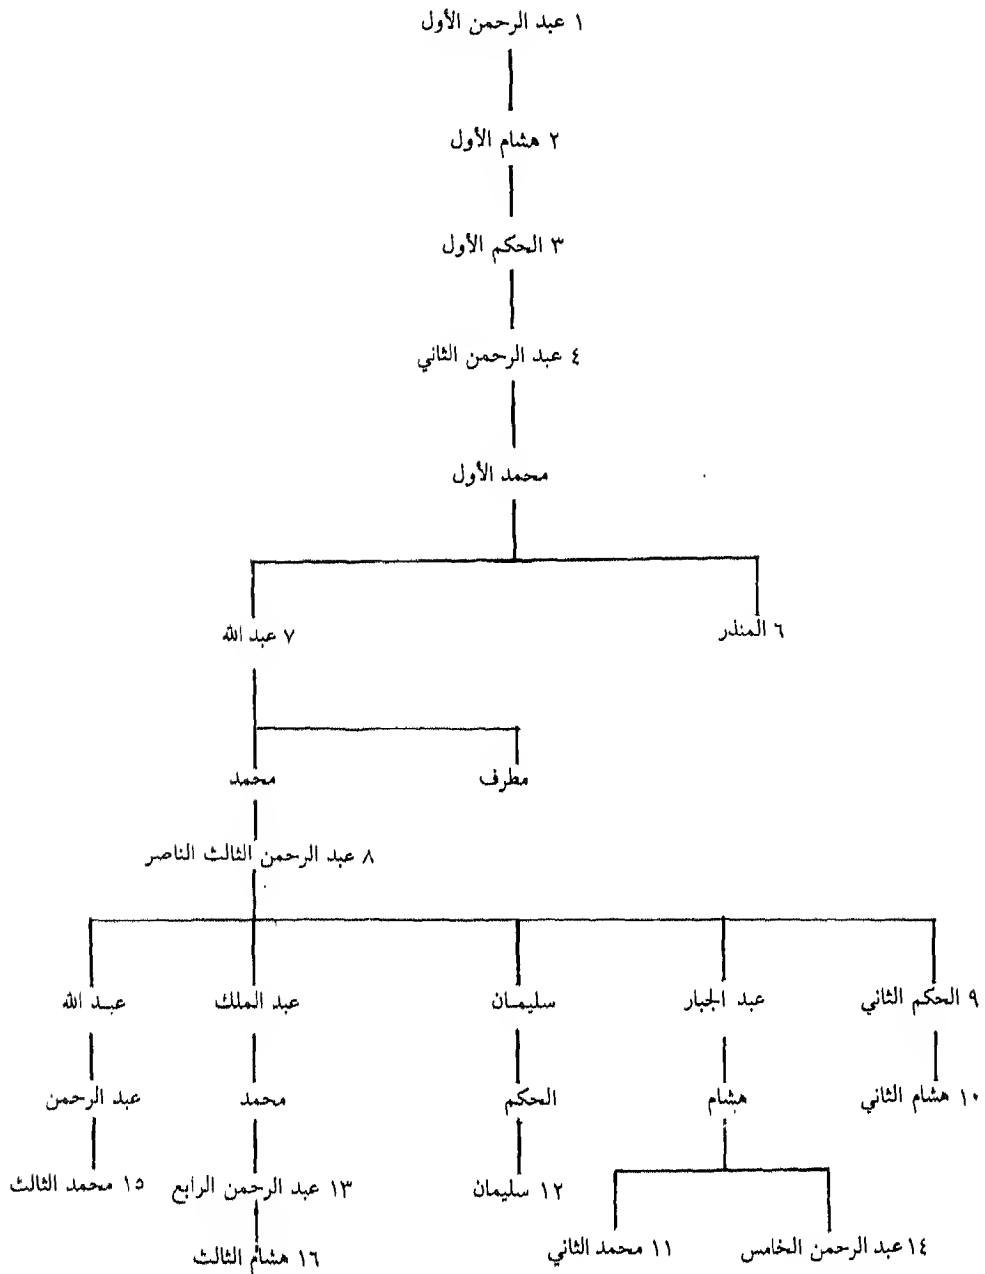 ١ عبد الرحمن الأول
٢ هشام الأول
٣ الحكم الأول
٤ عبد الرحمن الثاني
محمد الأول
٦ المنذر
٧ عبد الله
مطرف
محمد
٨ عبد الرحمن الثالث الناصر
٩ الحكم الثاني
عبد الجبار
سليمان
عبد الملك
عبد الله
١٠ هشام الثاني
هشام
الحكم
محمد
عبد الرحمن
١٢ سليمان
١٣ عبد الرحمن الرابع
١٥ محمد الثالث
١٤ عبد الرحمن الخامس
١١ محمد الثاني
١٦ هشام الثالث